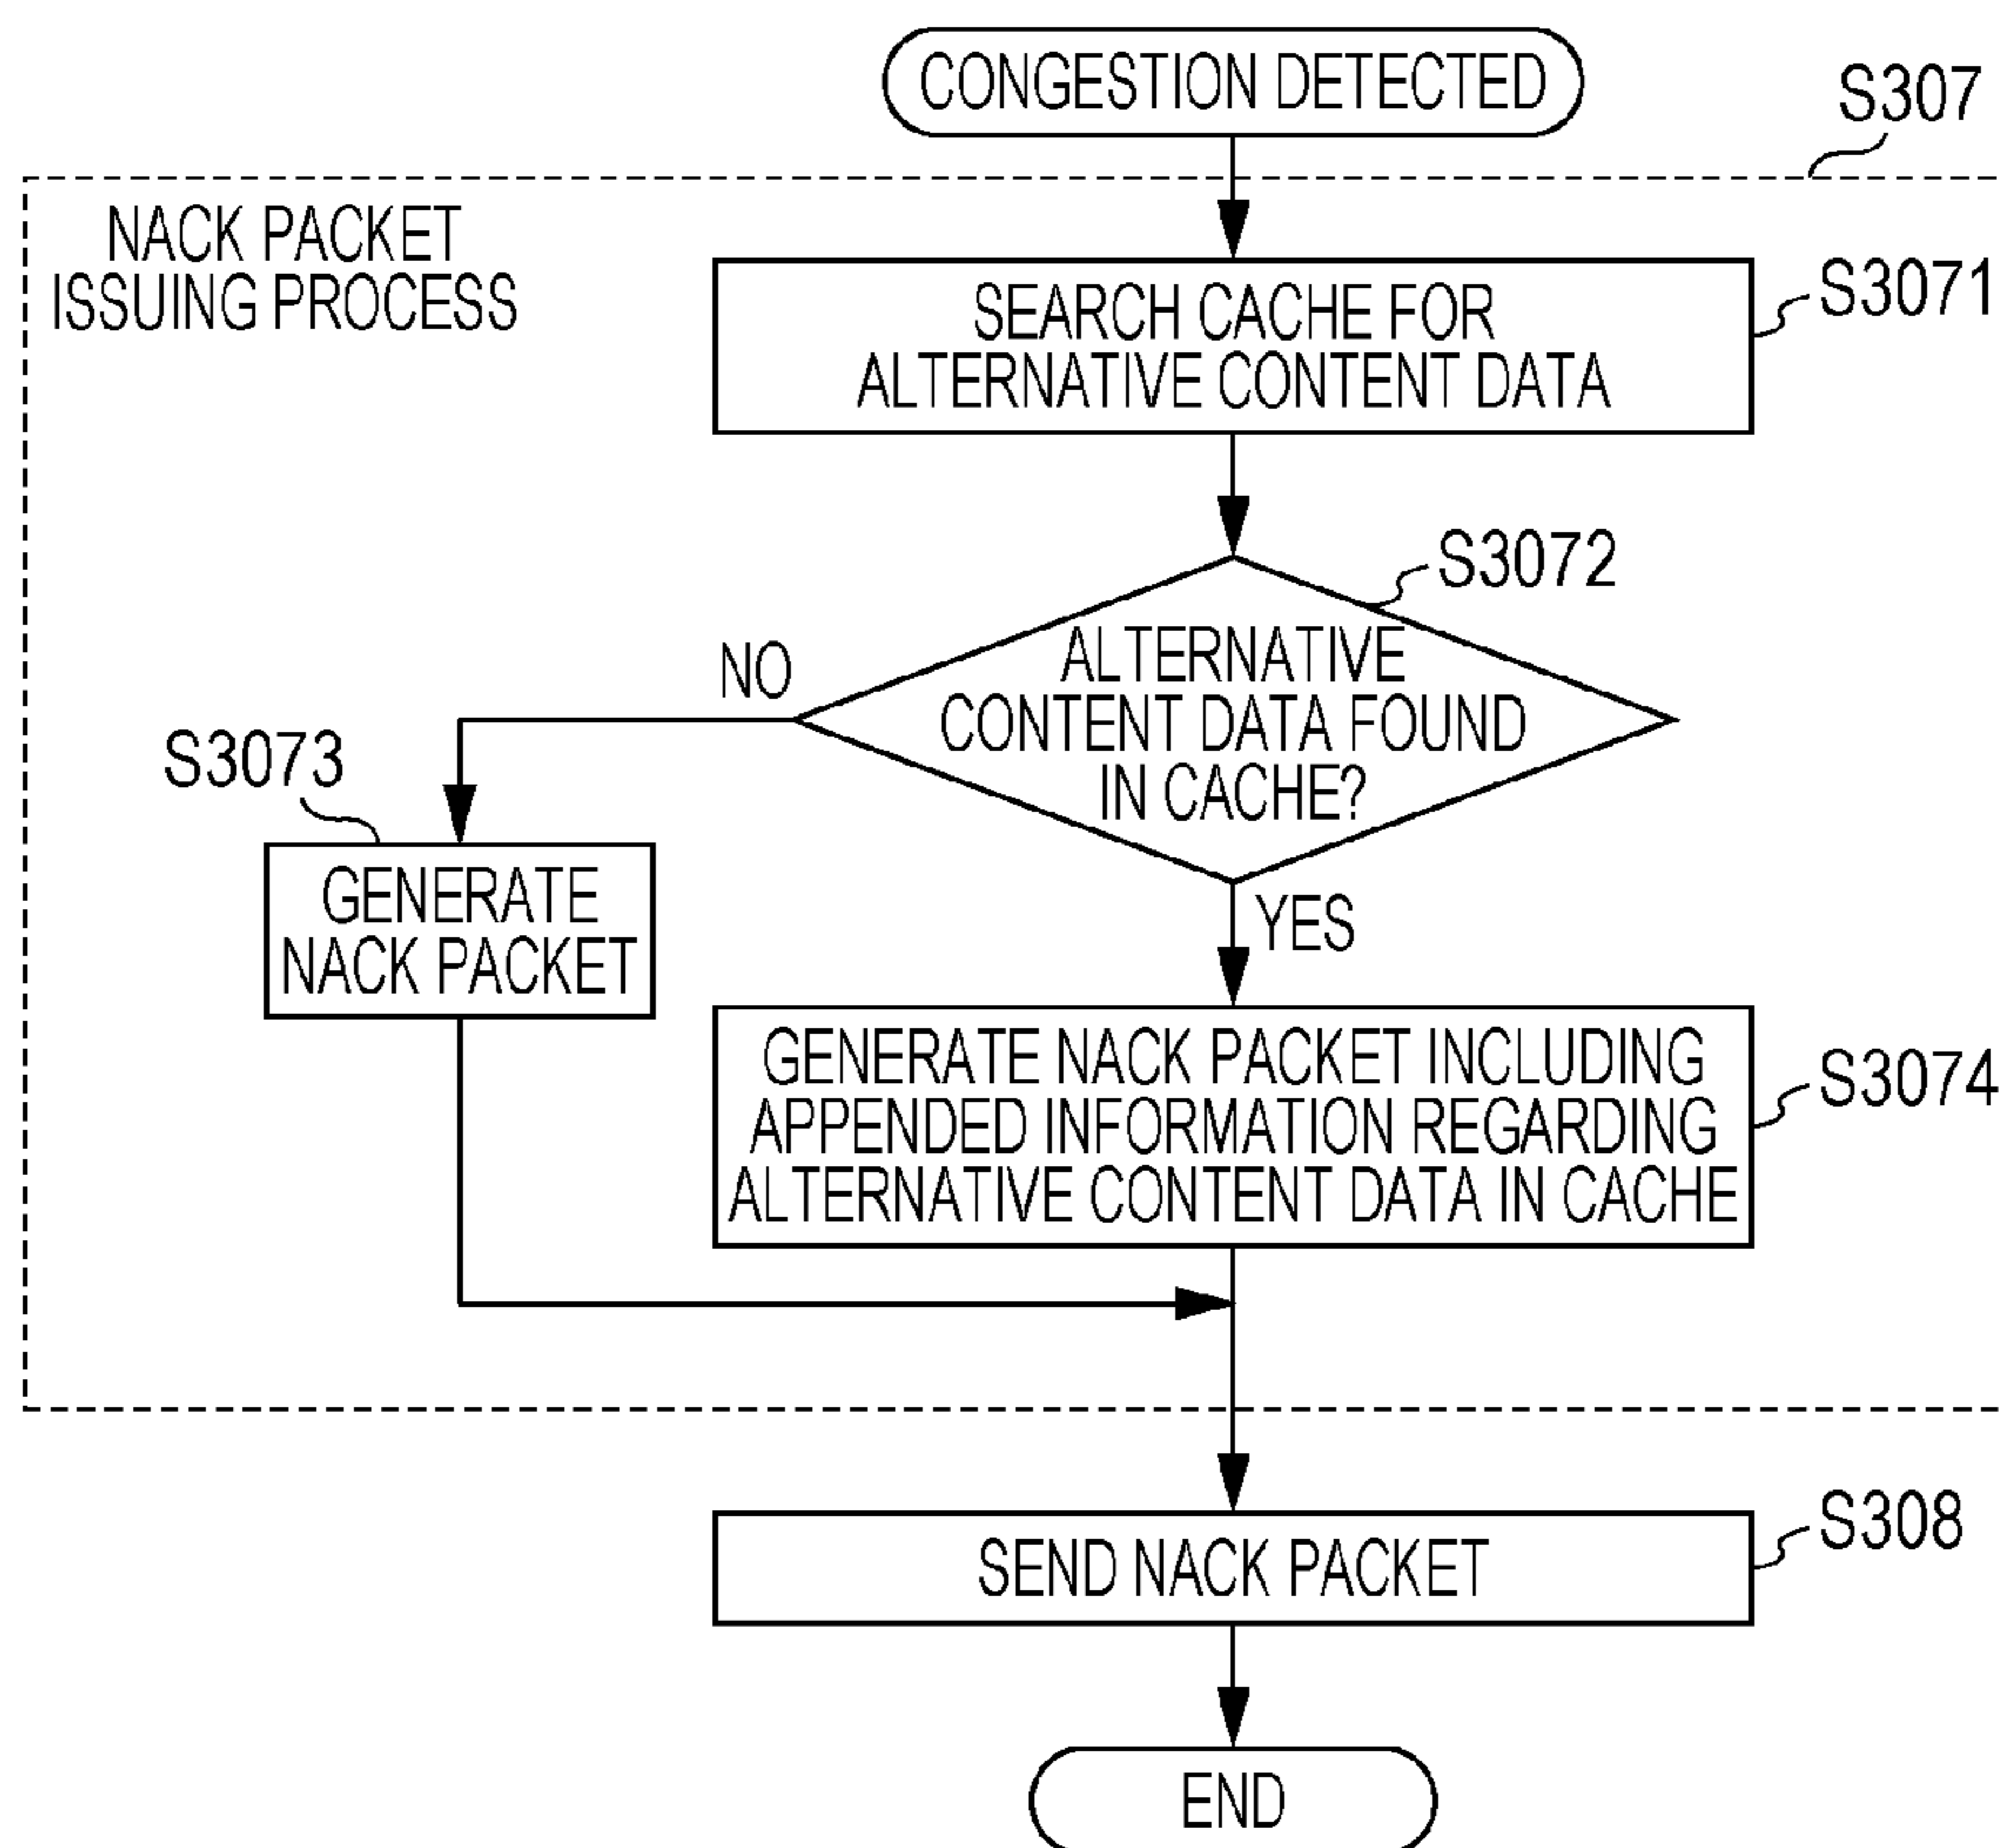 CONGESTION DETECTED
S307
NACK PACKET
ISSUING PROCESS
SEARCH CACHE FOR
ALTERNATIVE CONTENT DATA
S3071
S3072
ALTERNATIVE
CONTENT DATA FOUND
IN CACHE?
NO
S3073
GENERATE
NACK PACKET
YES
GENERATE NACK PACKET INCLUDING
APPENDED INFORMATION REGARDING
ALTERNATIVE CONTENT DATA IN CACHE
S3074
SEND NACK PACKET
S308
END